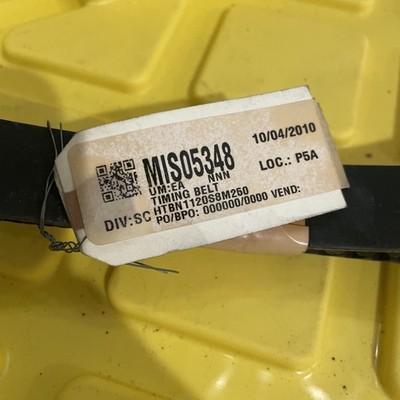 10/04/2010
MIS05348
LOC.: P5A
UM:EA NNN
TIMING BELT
DIV:SC HTBN1120S8M260
PO/BPO: 000000/0000 VEND: